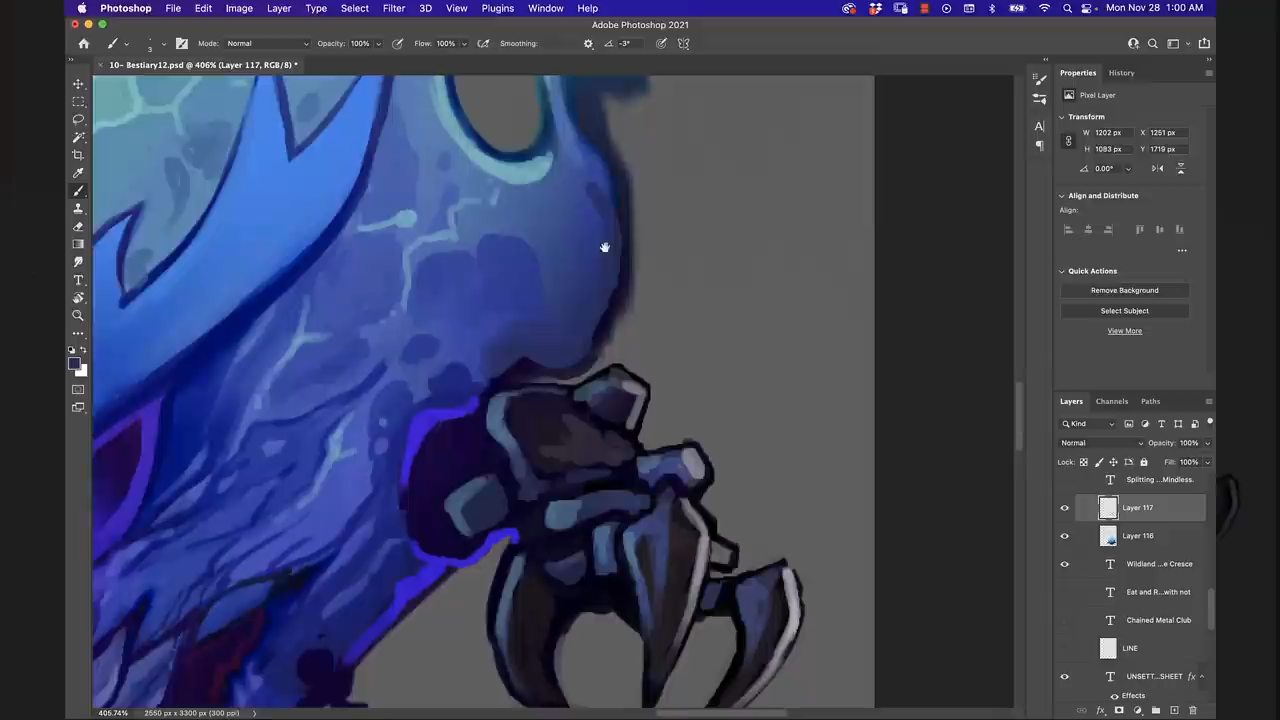 Photoshop File Edit Image Layer Type Select Filter 3D View Plugins Window Help Mon Nov 28 1:00 AM
Adobe Photoshop 2021
3 Mode: Normal Opacity: 100% Flow: 100% Smoothing: -3°
10- Bestiary12.psd @ 406% (Layer 117, RGB/8) *
Properties History
Pixel Layer
Transform
W 1202 px X 1251 px
H 1083 px Y 1719 px
0.00°
Align and Distribute
Align:
Quick Actions
Remove Background
Select Subject
View More
Layers Channels Paths
Kind
Normal Opacity: 100%
Lock: Fill: 100%
Splitting ...Mindless.
Layer 117
Layer 116
Wildland ...e Cresce
Eat and R...with not
Chained Metal Club
LINE
UNSETT...SHEET fx
Effects
405.74% 2550 px x 3300 px (300 ppi)